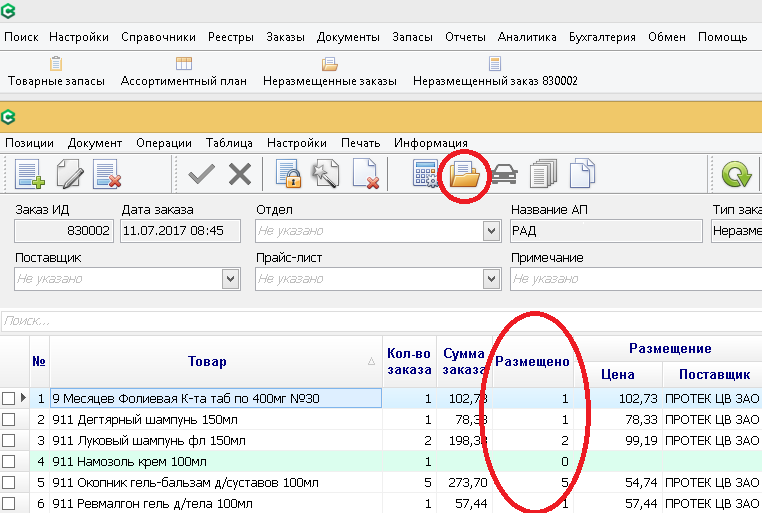 Поиск Настройки Справочники Реестры Заказы Документы Запасы Отчеты Аналитика Бухгалтерия Обмен Помощь
Товарные запасы Ассортиментный план Неразмещенные заказы Неразмещенный заказ 830002
Позиции Документ Операции Таблица Настройки Печать Информация
Заказ ИД Дата заказа Отдел Название АП Тип зака
830002 11.07.2017 08:45 Не указано РАД Неразме
Поставщик Прайс-лист Примечание
Не указано Не указано Не указано
Поиск...
№ Товар Кол-во заказа Сумма заказа Размещено Размещение
Цена Поставщик
1 9 Месяцев Фолиевая К-та таб по 400мг №30 1 102,73 1 102,73 ПРОТЕК ЦВ ЗАО
2 911 Дегтярный шампунь 150мл 1 78,33 1 78,33 ПРОТЕК ЦВ ЗАО
3 911 Луковый шампунь фл 150мл 2 198,38 2 99,19 ПРОТЕК ЦВ ЗАО
4 911 Намозоль крем 100мл 1 0
5 911 Окопник гель-бальзам д/суставов 100мл 5 273,70 5 54,74 ПРОТЕК ЦВ ЗАО
6 911 Ревмалгон гель д/тела 100мл 1 57,44 1 57,44 ПРОТЕК ЦВ ЗАО